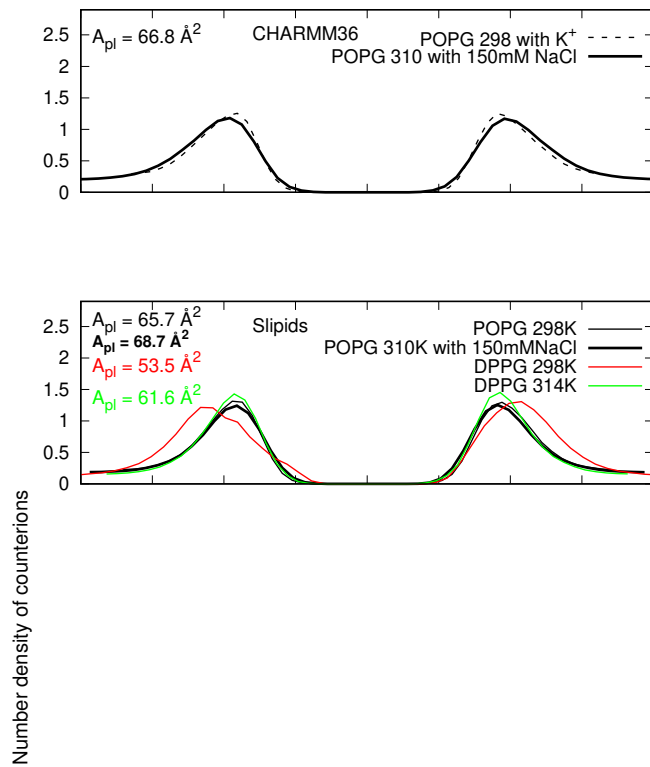 2.5
2
1.5
1
0.5
0
A_pl = 66.8 Å^2
CHARMM36
POPG 298 with K^+
POPG 310 with 150mM NaCl
2.5
2
1.5
1
0.5
0
A_pl = 65.7 Å^2
A_pl = 68.7 Å^2
A_pl = 53.5 Å^2
A_pl = 61.6 Å^2
Slipids
POPG 298K
POPG 310K with 150mMNaCl
DPPG 298K
DPPG 314K
Number density of counterions